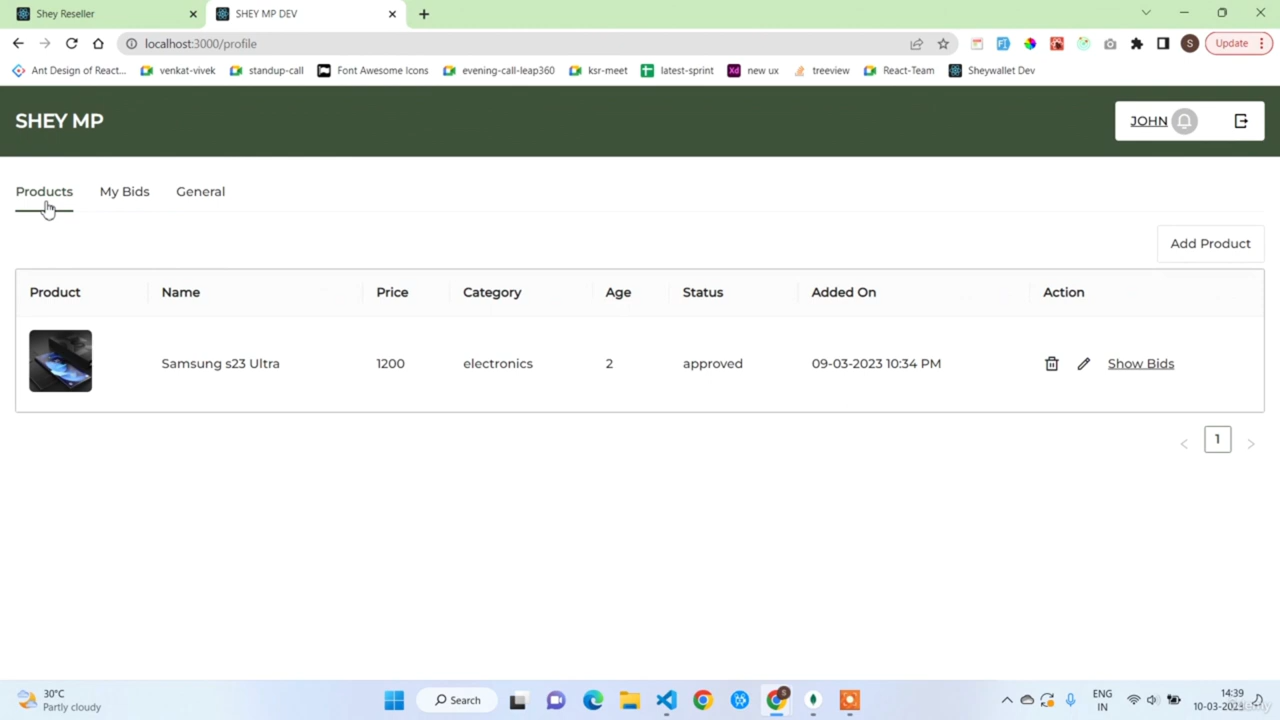 Shey Reseller
SHEY MP DEV
localhost:3000/profile
S
Update
Ant Design of React...
venkat-vivek
standup-call
Font Awesome Icons
evening-call-leap360
ksr-meet
latest-sprint
Xd new ux
treeview
React-Team
Sheywallet Dev
SHEY MP
JOHN
Products
My Bids
General
Add Product
Product Name Price Category Age Status Added On Action
Samsung s23 Ultra 1200 electronics 2 approved 09-03-2023 10:34 PM Show Bids
1
30°C
Partly cloudy
Search
ENG
IN
14:39
10-03-2023